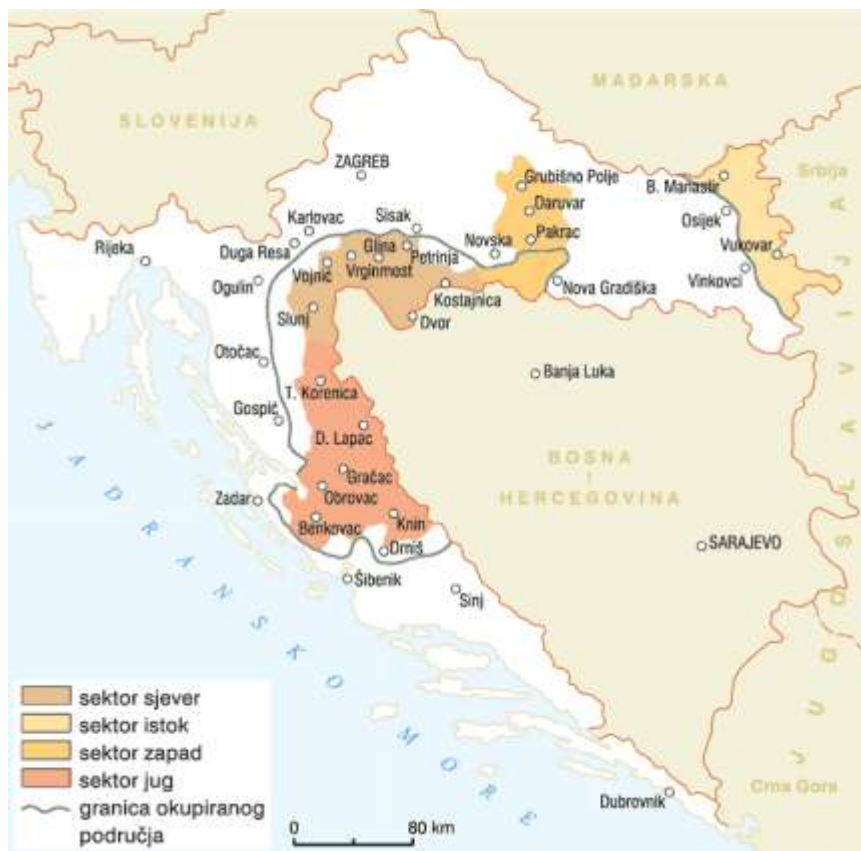 MAĐARSKA
SLOVENIJA
ZAGREB
Grubišno Polje
B. Manastir
Srbija
Daruvar
Osijek
Karlovac
Sisak
Pakrac
Duga Resa
Glina
Novska
Vukovar
Rijeka
Petrinja
Vojnić
Vrginmost
Vinkovci
Ogulin
Kostajnica
Nova Gradiška
Slunj
Dvor
Otočac
Banja Luka
T. Korenica
Gospić
D. Lapac
BOSNA
I
HERCEGOVINA
Gračac
Obrovac
Zadar
Benkovac
Knin
Drniš
SARAJEVO
Šibenik
Sinj
JADRANSKO MORE
JUGOSLAVIJA
Crna Gora
Dubrovnik
sektor sjever
sektor istok
sektor zapad
sektor jug
granica okupiranog
područja
0 80 km